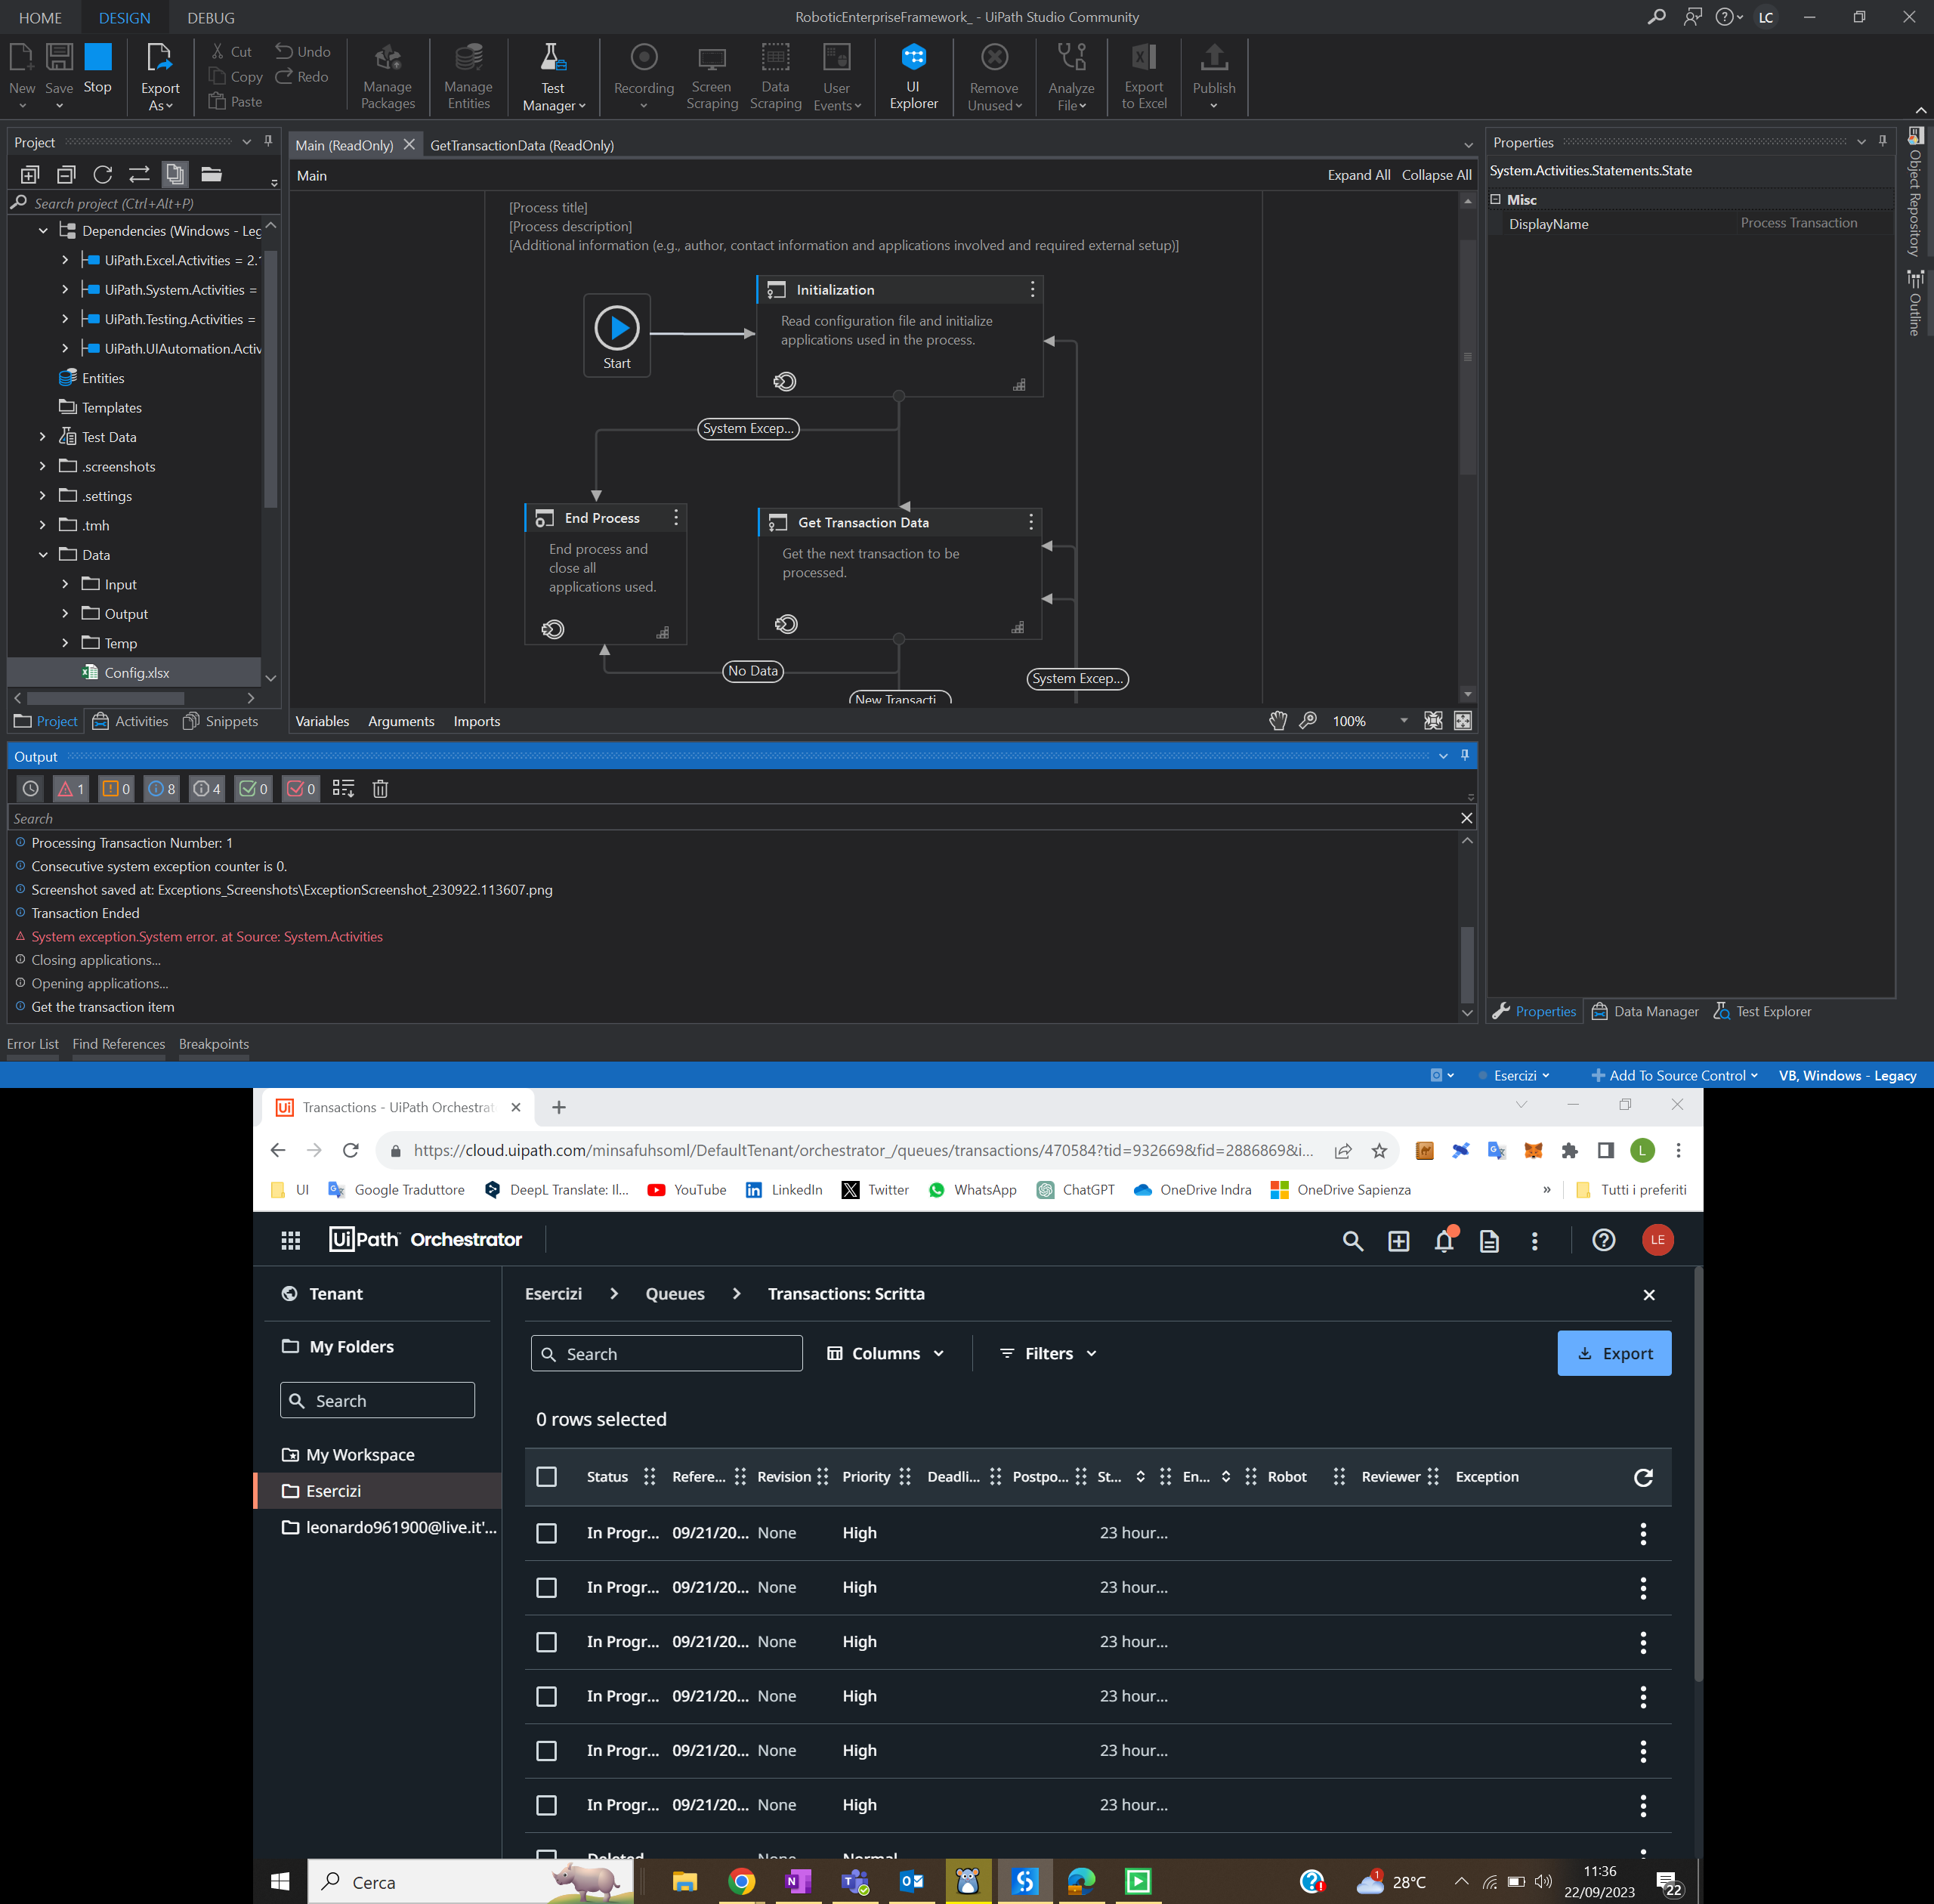 HOME DESIGN DEBUG
RoboticEnterpriseFramework_ - UiPath Studio Community
LC
New Save Stop Export As
Cut Copy Paste Undo Redo
Manage Packages Manage Entities Test Manager
Recording Screen Scraping Data Scraping User Events
UI Explorer Remove Unused Analyze File Export to Excel Publish
Project
Search project (Ctrl+Alt+P)
Dependencies (Windows - Leg
UiPath.Excel.Activities = 2.
UiPath.System.Activities =
UiPath.Testing.Activities =
UiPath.UIAutomation.Activ
Entities
Templates
Test Data
.screenshots
.settings
.tmh
Data
Input
Output
Temp
Config.xlsx
Project Activities Snippets
Main (ReadOnly) GetTransactionData (ReadOnly)
Main Expand All Collapse All
[Process title]
[Process description]
[Additional information (e.g., author, contact information and applications involved and required external setup)]
Start
Initialization
Read configuration file and initialize
applications used in the process.
System Excep...
End Process
End process and
close all
applications used.
Get Transaction Data
Get the next transaction to be
processed.
No Data
System Excep...
New Transacti...
Variables Arguments Imports 100%
Properties
System.Activities.Statements.State
Misc
DisplayName Process Transaction
Object Repository
Outline
Properties Data Manager Test Explorer
Output
1 0 8 4 0 0
Search
Processing Transaction Number: 1
Consecutive system exception counter is 0.
Screenshot saved at: Exceptions_Screenshots\ExceptionScreenshot_230922.113607.png
Transaction Ended
System exception.System error. at Source: System.Activities
Closing applications...
Opening applications...
Get the transaction item
Error List Find References Breakpoints
Esercizi Add To Source Control VB, Windows - Legacy
Transactions - UiPath Orchestrat
https://cloud.uipath.com/minsafuhsoml/DefaultTenant/orchestrator_/queues/transactions/470584?tid=932669&fid=2886869&i...
L
UI Google Traduttore DeepL Translate: Il... YouTube LinkedIn Twitter WhatsApp ChatGPT OneDrive Indra OneDrive Sapienza » Tutti i preferiti
UiPath Orchestrator
LE
Tenant
My Folders
Search
My Workspace
Esercizi
leonardo961900@live.it'...
Esercizi > Queues > Transactions: Scritta
Search Columns Filters Export
0 rows selected
Status Refere... Revision Priority Deadli... Postpo... St... En... Robot Reviewer Exception
In Progr... 09/21/20... None High 23 hour...
In Progr... 09/21/20... None High 23 hour...
In Progr... 09/21/20... None High 23 hour...
In Progr... 09/21/20... None High 23 hour...
In Progr... 09/21/20... None High 23 hour...
In Progr... 09/21/20... None High 23 hour...
Deleted None Normal
Cerca
1 28°C
11:36
22/09/2023
22